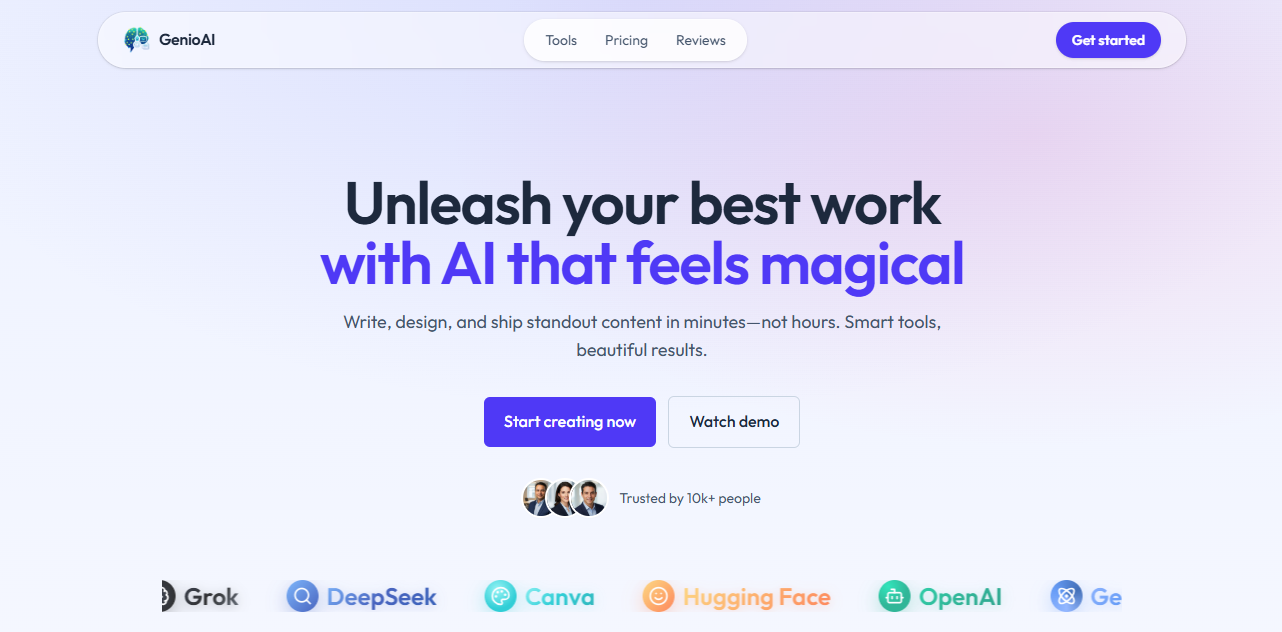 GenioAI
Tools
Pricing
Reviews
Get started
Unleash your best work
with AI that feels magical
Write, design, and ship standout content in minutes—not hours. Smart tools,
beautiful results.
Start creating now
Watch demo
Trusted by 10k+ people
Grok
DeepSeek
Canva
Hugging Face
OpenAI
Ge